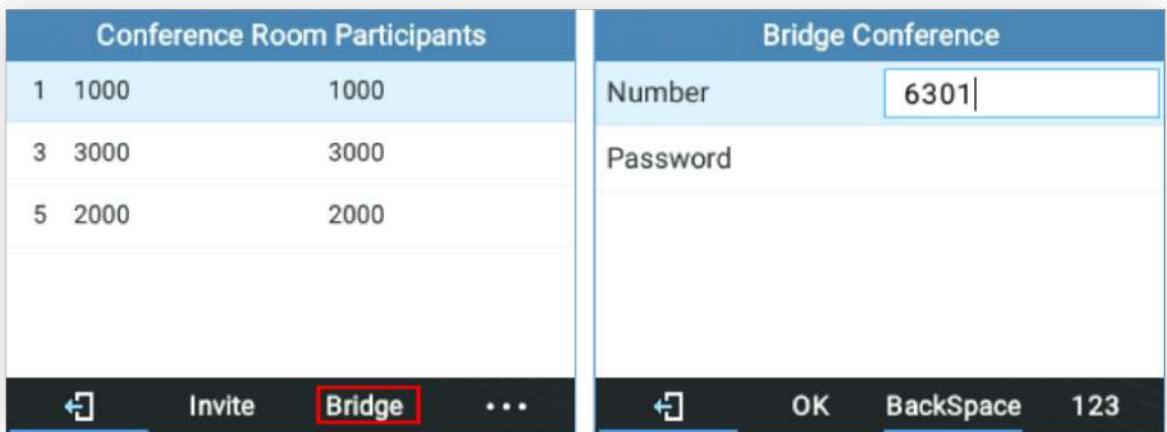 Conference Room Participants
1 1000 1000
3 3000 3000
5 2000 2000
Invite Bridge ...
Bridge Conference
Number 6301
Password
OK BackSpace 123